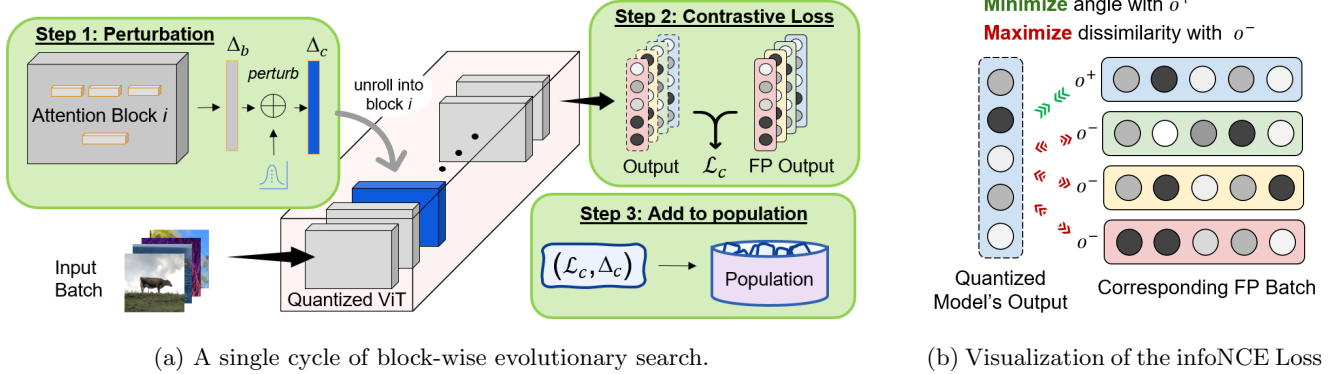 Step 1: Perturbation
Δb
Δc
perturb
Attention Block i
unroll into
block i
Step 2: Contrastive Loss
Output
ℒc
FP Output
Step 3: Add to population
(ℒc, Δc)
Population
Input
Batch
Quantized ViT
(a) A single cycle of block-wise evolutionary search.
Minimize angle with o+
Maximize dissimilarity with o−
o+
o−
o−
o−
Quantized
Model's Output
Corresponding FP Batch
(b) Visualization of the infoNCE Loss